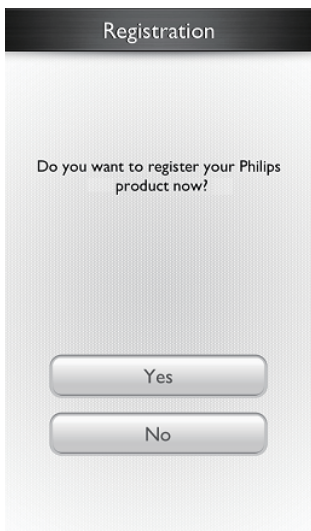 Registration
Do you want to register your Philips
product now?
Yes
No